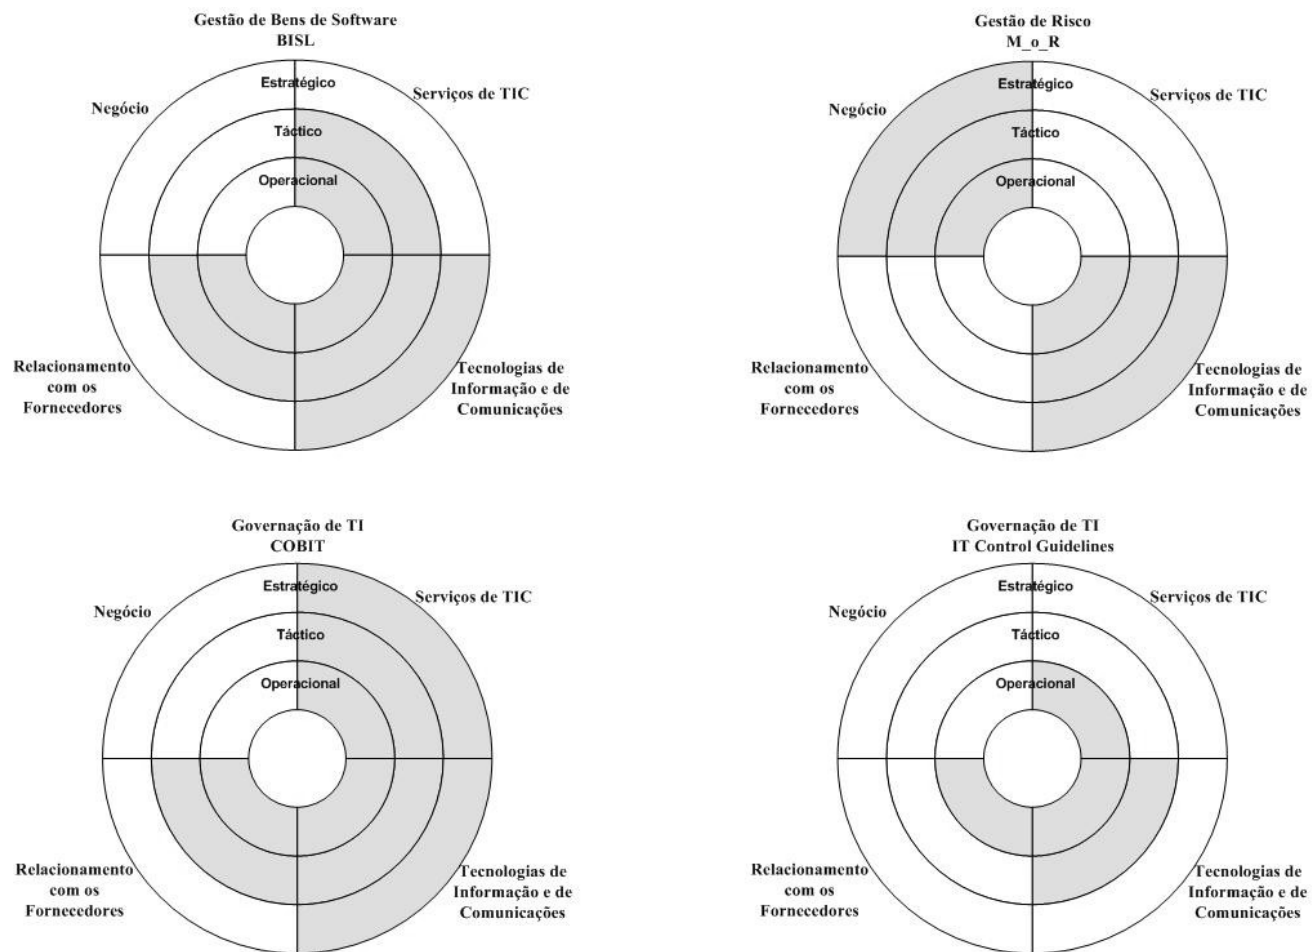 Gestão de Bens de Software
BISL
Estratégico
Negócio
Serviços de TIC
Táctico
Operacional
Relacionamento
com os
Fornecedores
Tecnologias de
Informação e de
Comunicações
Gestão de Risco
M_o_R
Estratégico
Negócio
Serviços de TIC
Táctico
Operacional
Relacionamento
com os
Fornecedores
Tecnologias de
Informação e de
Comunicações
Governação de TI
COBIT
Estratégico
Negócio
Serviços de TIC
Táctico
Operacional
Relacionamento
com os
Fornecedores
Tecnologias de
Informação e de
Comunicações
Governação de TI
IT Control Guidelines
Estratégico
Negócio
Serviços de TIC
Táctico
Operacional
Relacionamento
com os
Fornecedores
Tecnologias de
Informação e de
Comunicações